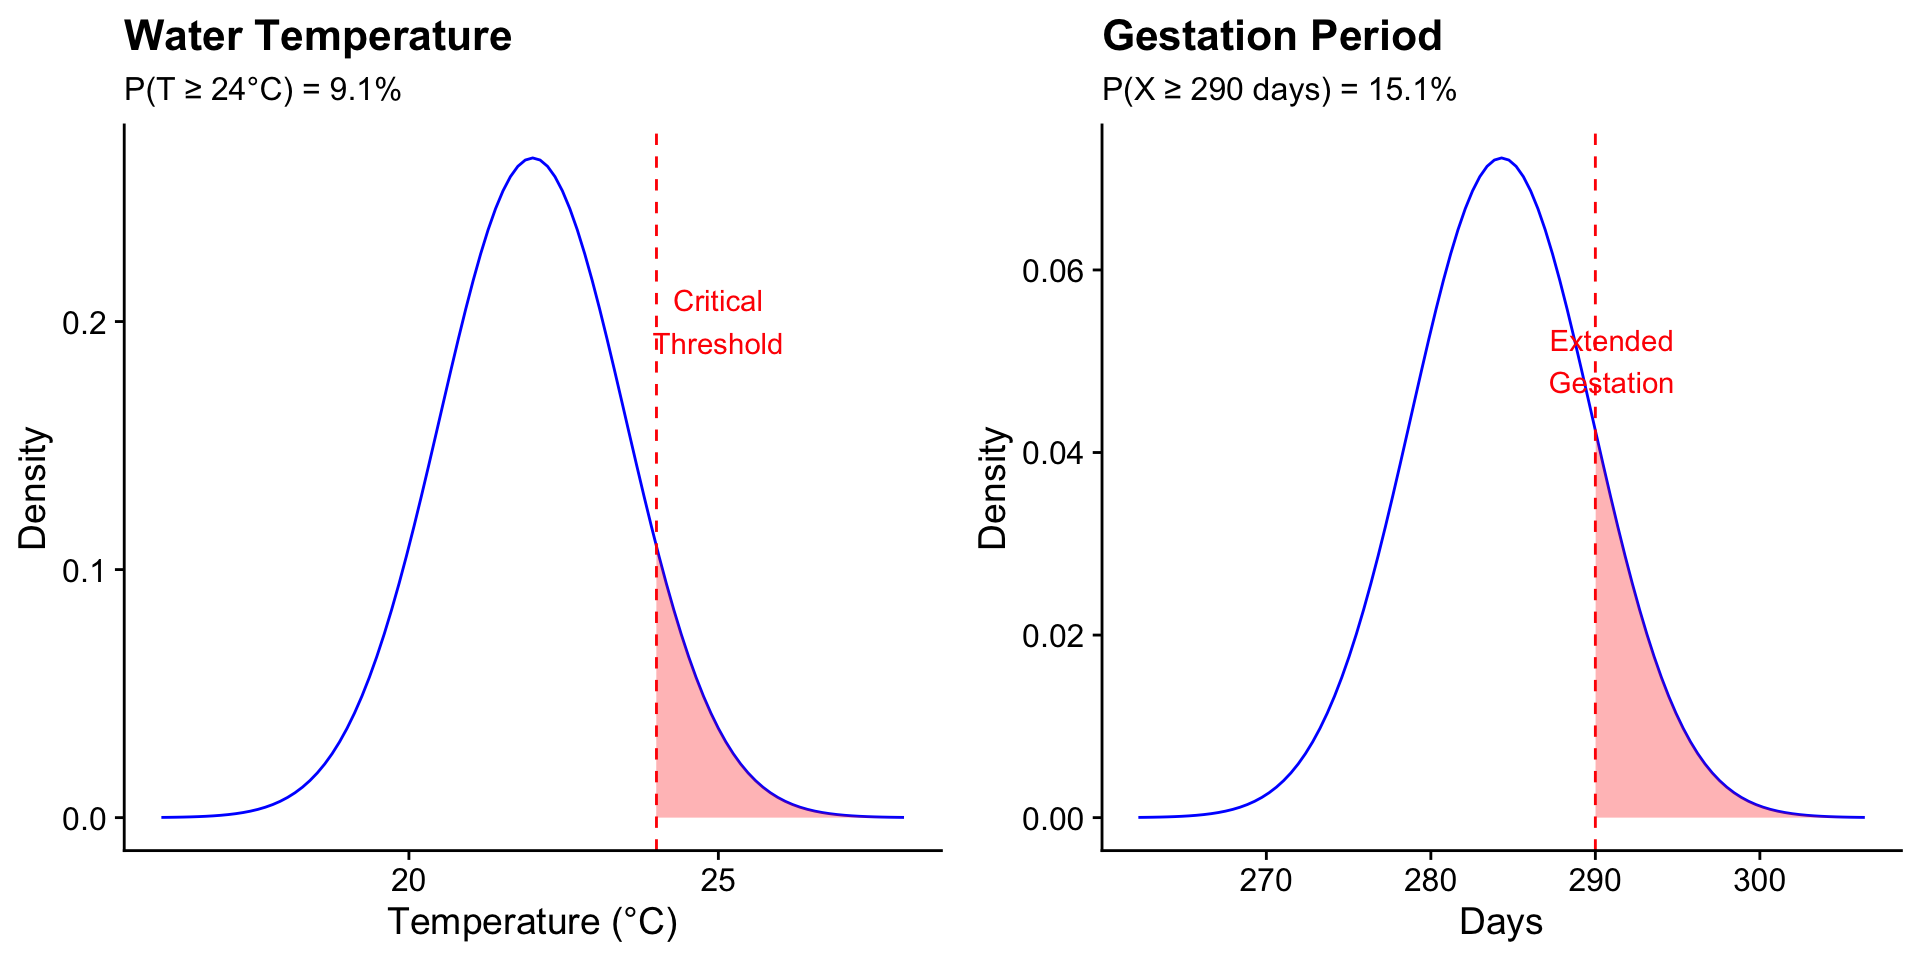 Water Temperature
P(T ≥ 24°C) = 9.1%
Critical
Threshold
Density
0.2
0.1
0.0
20
25
Temperature (°C)
Gestation Period
P(X ≥ 290 days) = 15.1%
Extended
Gestation
Density
0.06
0.04
0.02
0.00
270
280
290
300
Days